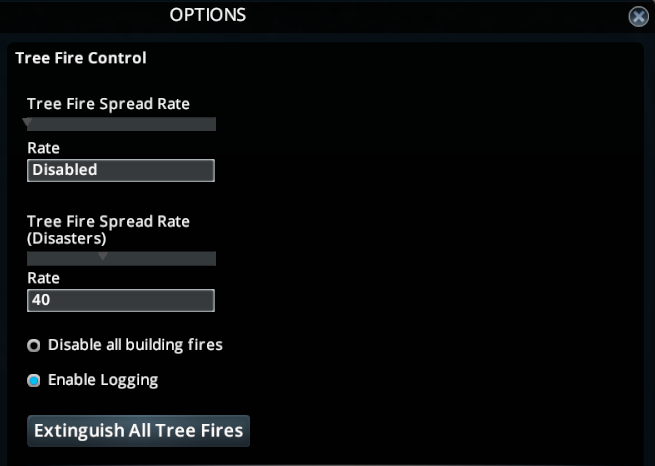 OPTIONS
Tree Fire Control
Tree Fire Spread Rate
Rate
Disabled
Tree Fire Spread Rate
(Disasters)
Rate
40
Disable all building fires
Enable Logging
Extinguish All Tree Fires